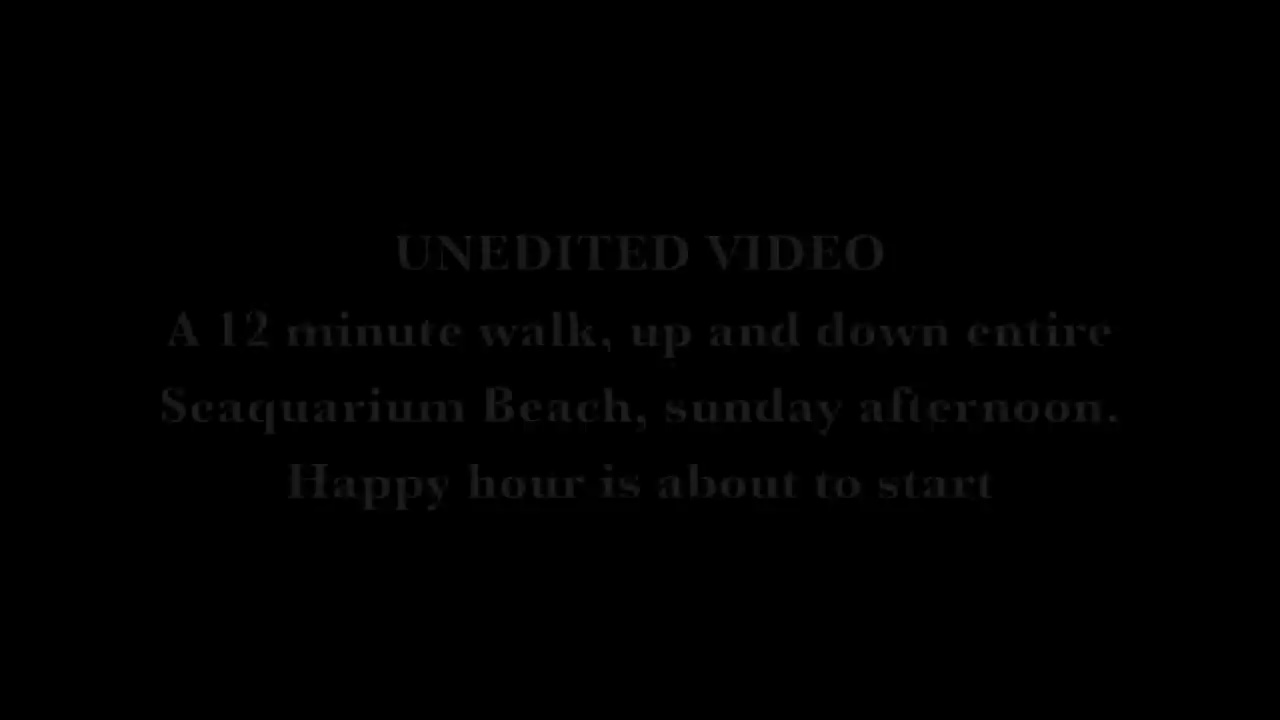 UNEDITED VIDEO
A 12 minute walk, up and down entire
Seaquarium Beach, sunday afternoon.
Happy hour is about to start